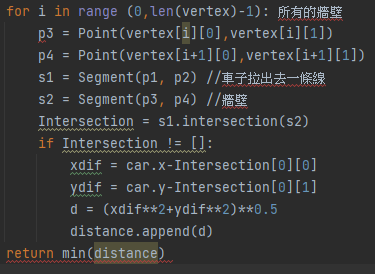 for i in range (0,len(vertex)-1): 所有的牆壁
p3 = Point(vertex[i][0],vertex[i][1])
p4 = Point(vertex[i+1][0],vertex[i+1][1])
s1 = Segment(p1, p2) //車子拉出去一條線
s2 = Segment(p3, p4) //牆壁
Intersection = s1.intersection(s2)
if Intersection != []:
xdif = car.x-Intersection[0][0]
ydif = car.y-Intersection[0][1]
d = (xdif**2+ydif**2)**0.5
distance.append(d)
return min(distance)